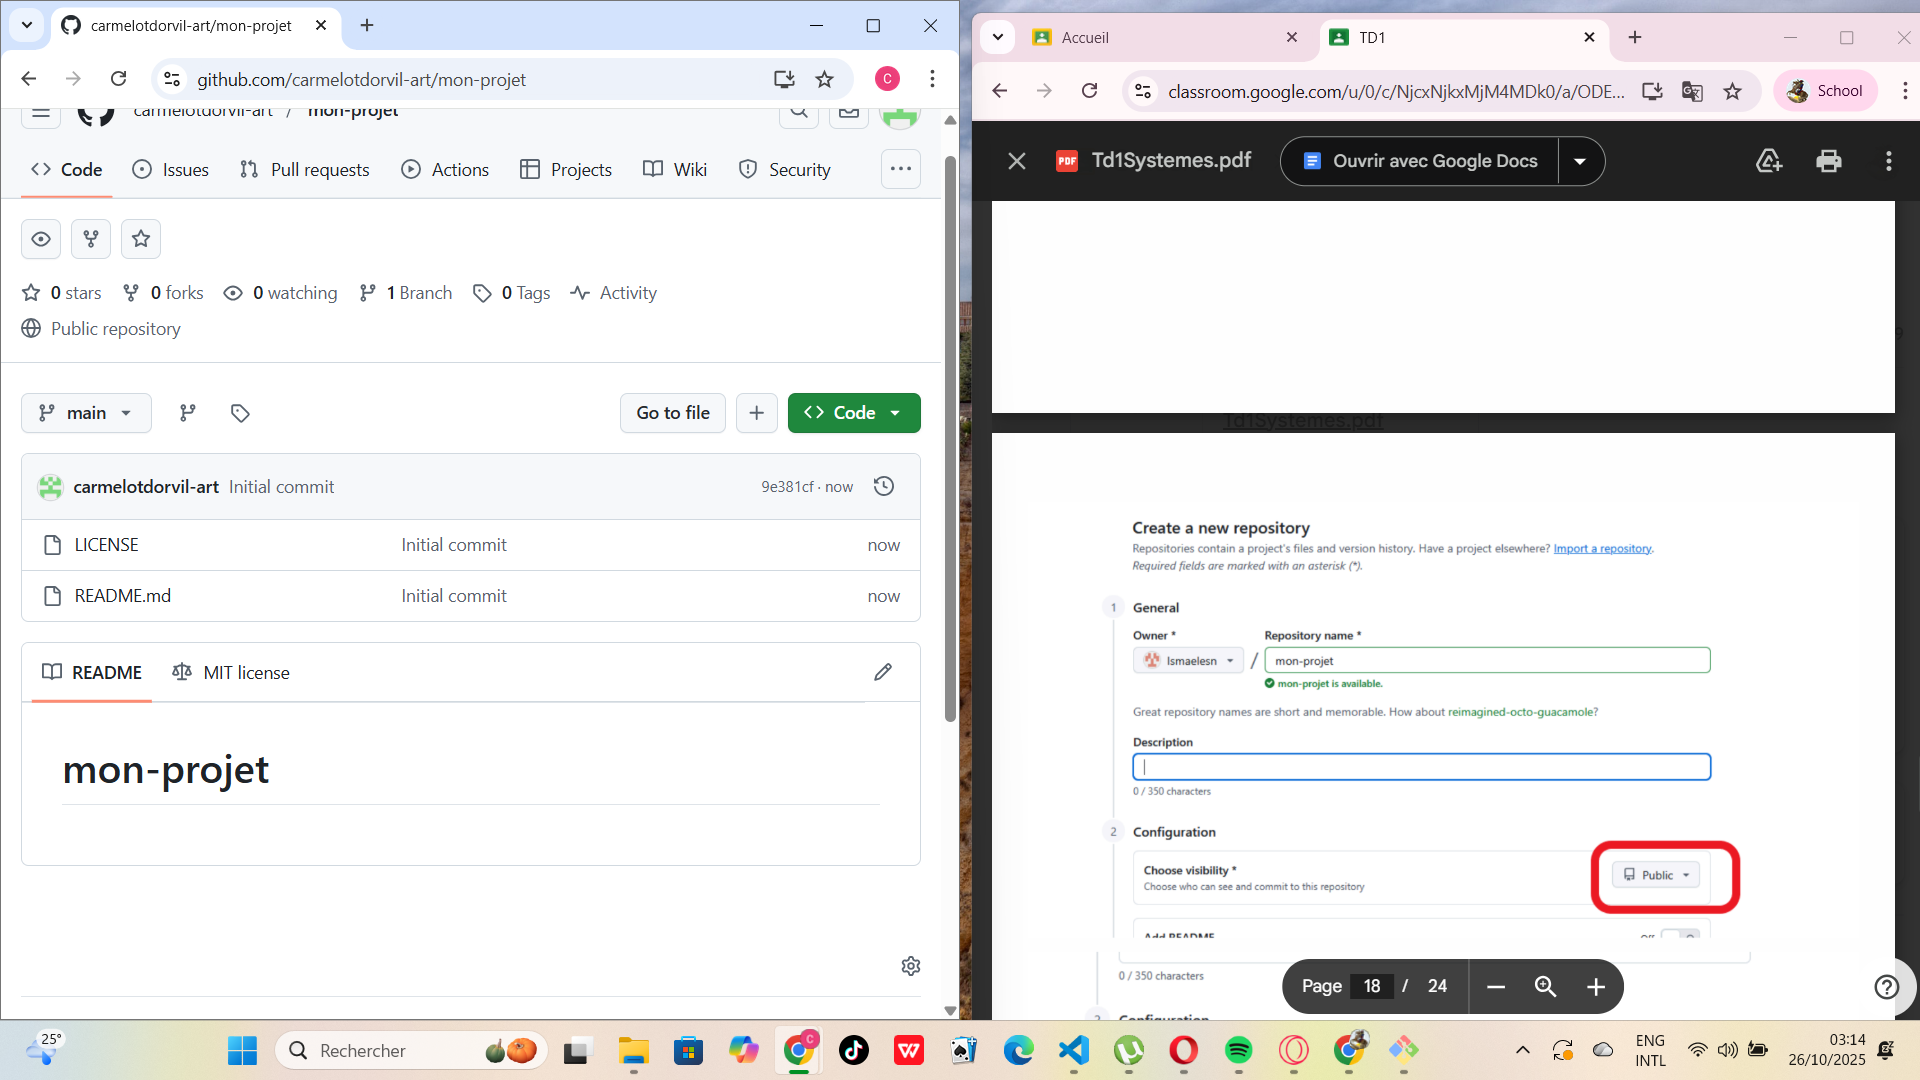 carmelotdorvil-art/mon-projet
github.com/carmelotdorvil-art/mon-projet
C
carmelotdorvil-art / mon-projet
Code Issues Pull requests Actions Projects Wiki Security
0 stars 0 forks 0 watching 1 Branch 0 Tags Activity
Public repository
main Go to file Code
carmelotdorvil-art Initial commit 9e381cf · now
LICENSE Initial commit now
README.md Initial commit now
README MIT license
mon-projet
Accueil TD1
classroom.google.com/u/0/c/NjcxNjkxMjM4MDk0/a/ODE... School
PDF Td1Systemes.pdf Ouvrir avec Google Docs
9
Td1Systemes.pdf
Create a new repository
Repositories contain a project's files and version history. Have a project elsewhere? Import a repository.
Required fields are marked with an asterisk (*).
1 General
Owner * Repository name *
Ismaelesn / mon-projet
mon-projet is available.
Great repository names are short and memorable. How about reimagined-octo-guacamole?
Description
0 / 350 characters
2 Configuration
Choose visibility * Public
Choose who can see and commit to this repository
Add README Off
0 / 350 characters
2 Configuration
Page 18 / 24
25° Rechercher C ENG 03:14
INTL 26/10/2025